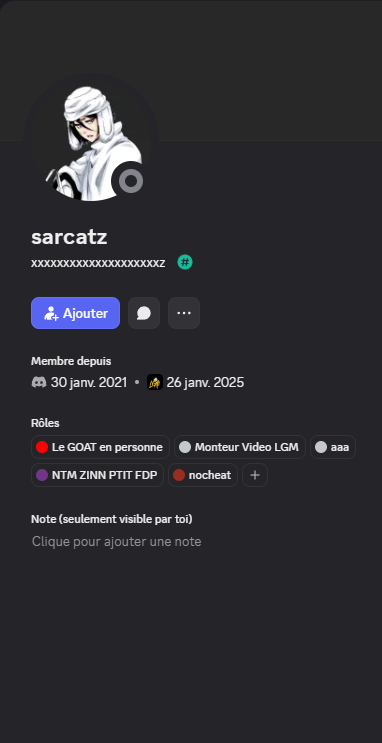 sarcatz
xxxxxxxxxxxxxxxxxxxxz #
Ajouter
Membre depuis
30 janv. 2021 • 26 janv. 2025
Rôles
Le GOAT en personne Monteur Video LGM aaa
NTM ZINN PTIT FDP nocheat +
Note (seulement visible par toi)
Clique pour ajouter une note